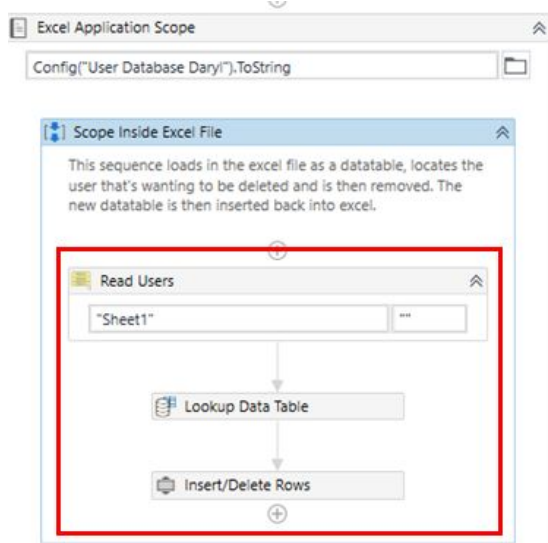 Excel Application Scope
Config("User Database Daryl").ToString
Scope Inside Excel File
This sequence loads in the excel file as a datatable, locates the
user that's wanting to be deleted and is then removed. The
new datatable is then inserted back into excel.
Read Users
"Sheet1" ""
Lookup Data Table
Insert/Delete Rows